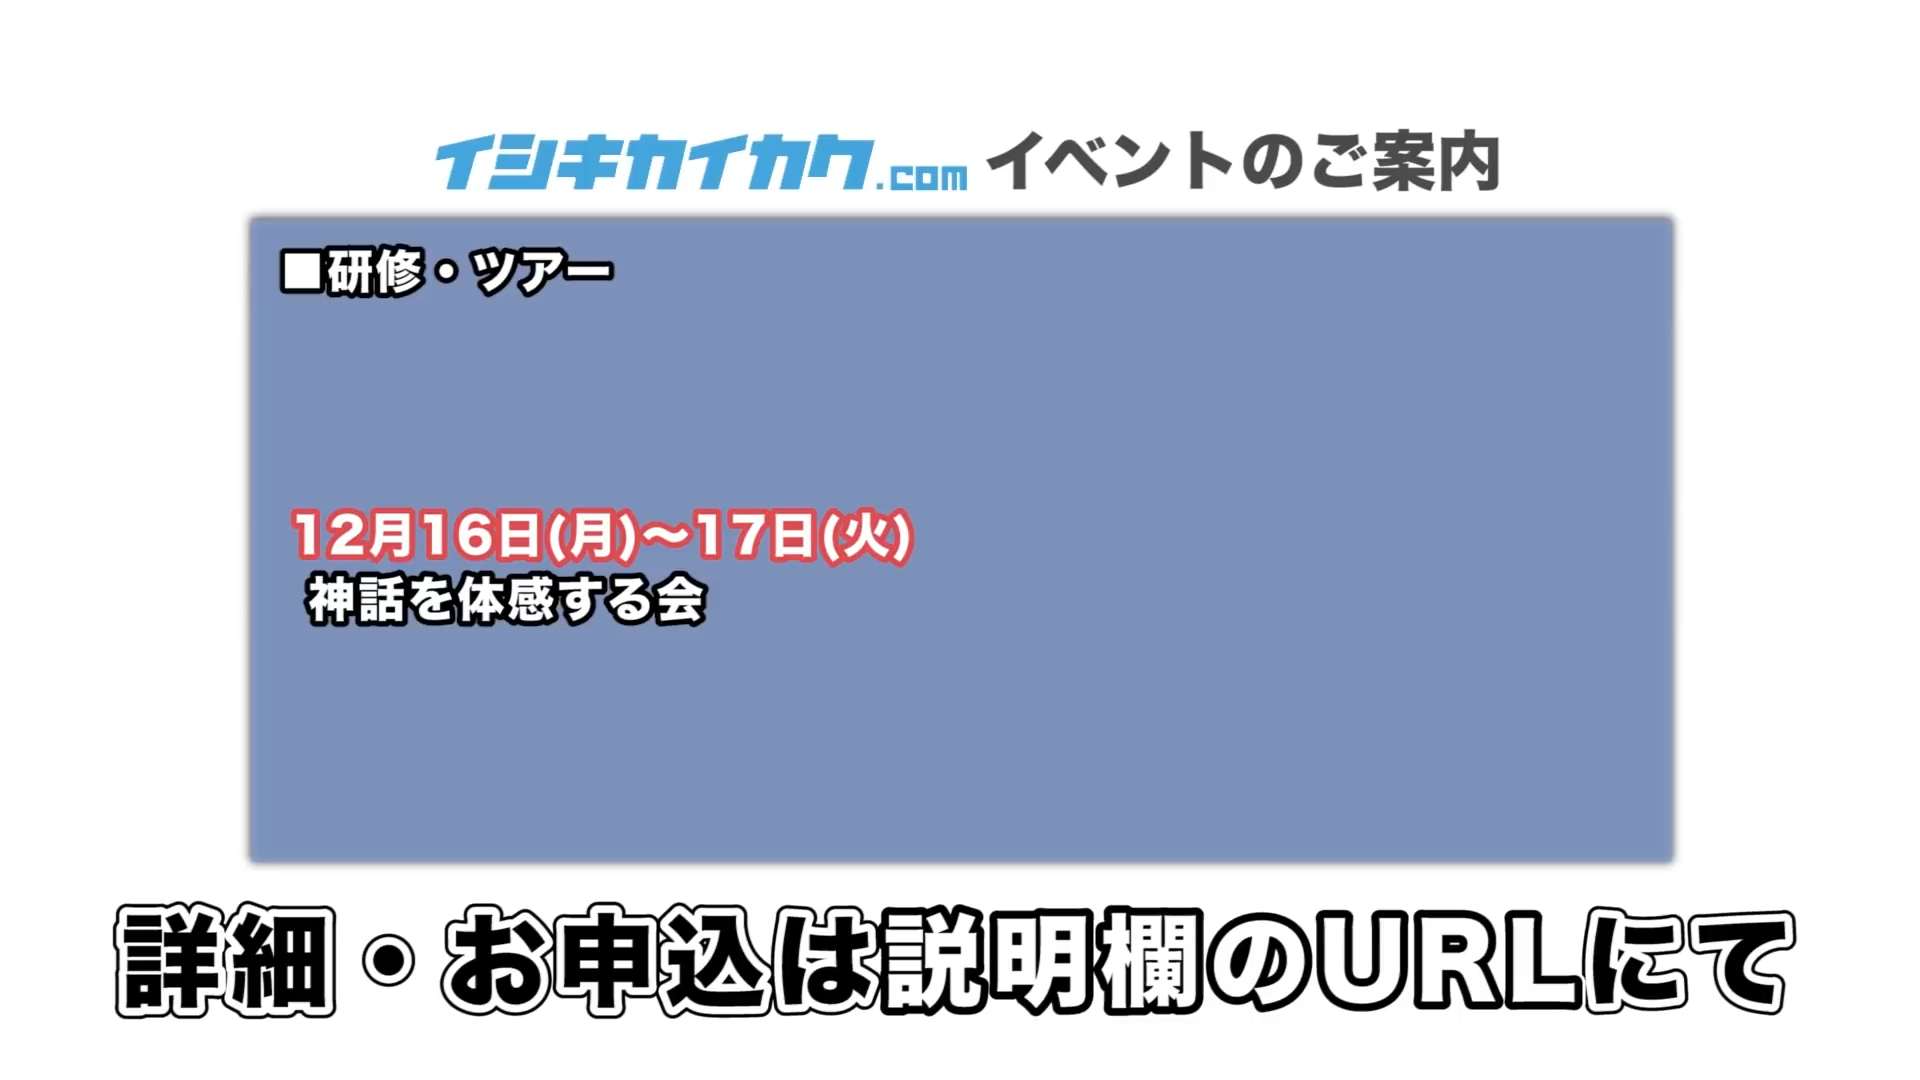 イシキカイカク.com イベントのご案内
■研修・ツアー
12月16日(月)〜17日(火)
神話を体感する会
詳細・お申込は説明欄のURLにて